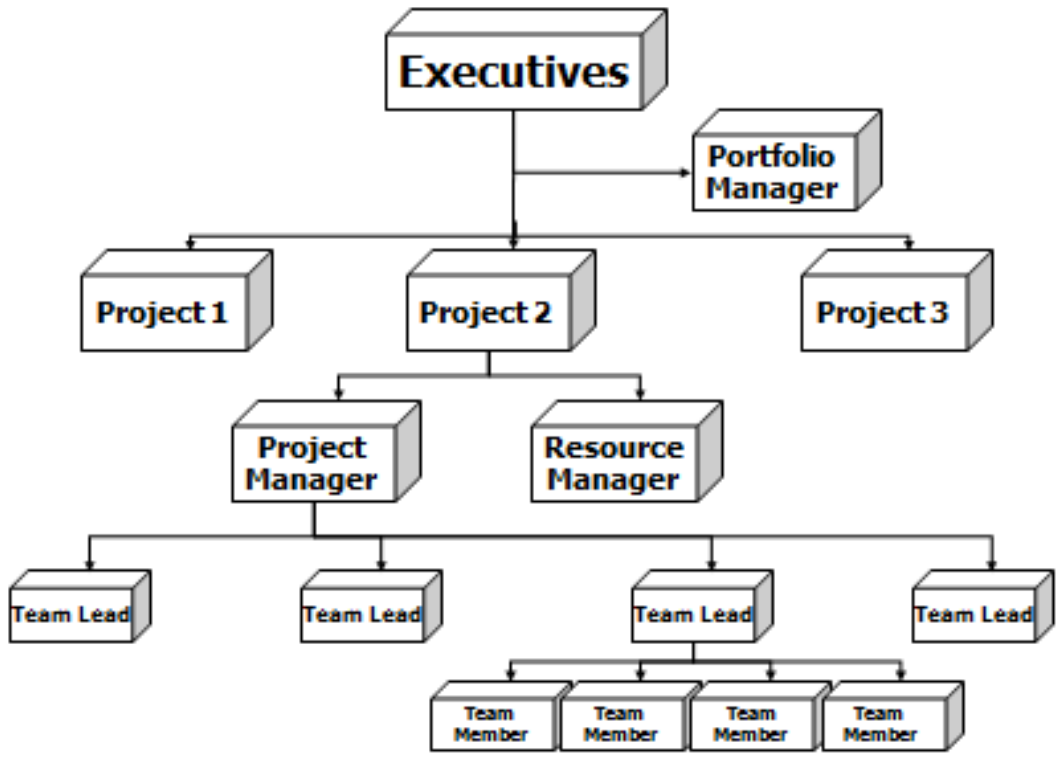 Executives
Portfolio
Manager
Project 1
Project 2
Project 3
Project
Manager
Resource
Manager
Team Lead
Team Lead
Team Lead
Team Lead
Team
Member
Team
Member
Team
Member
Team
Member